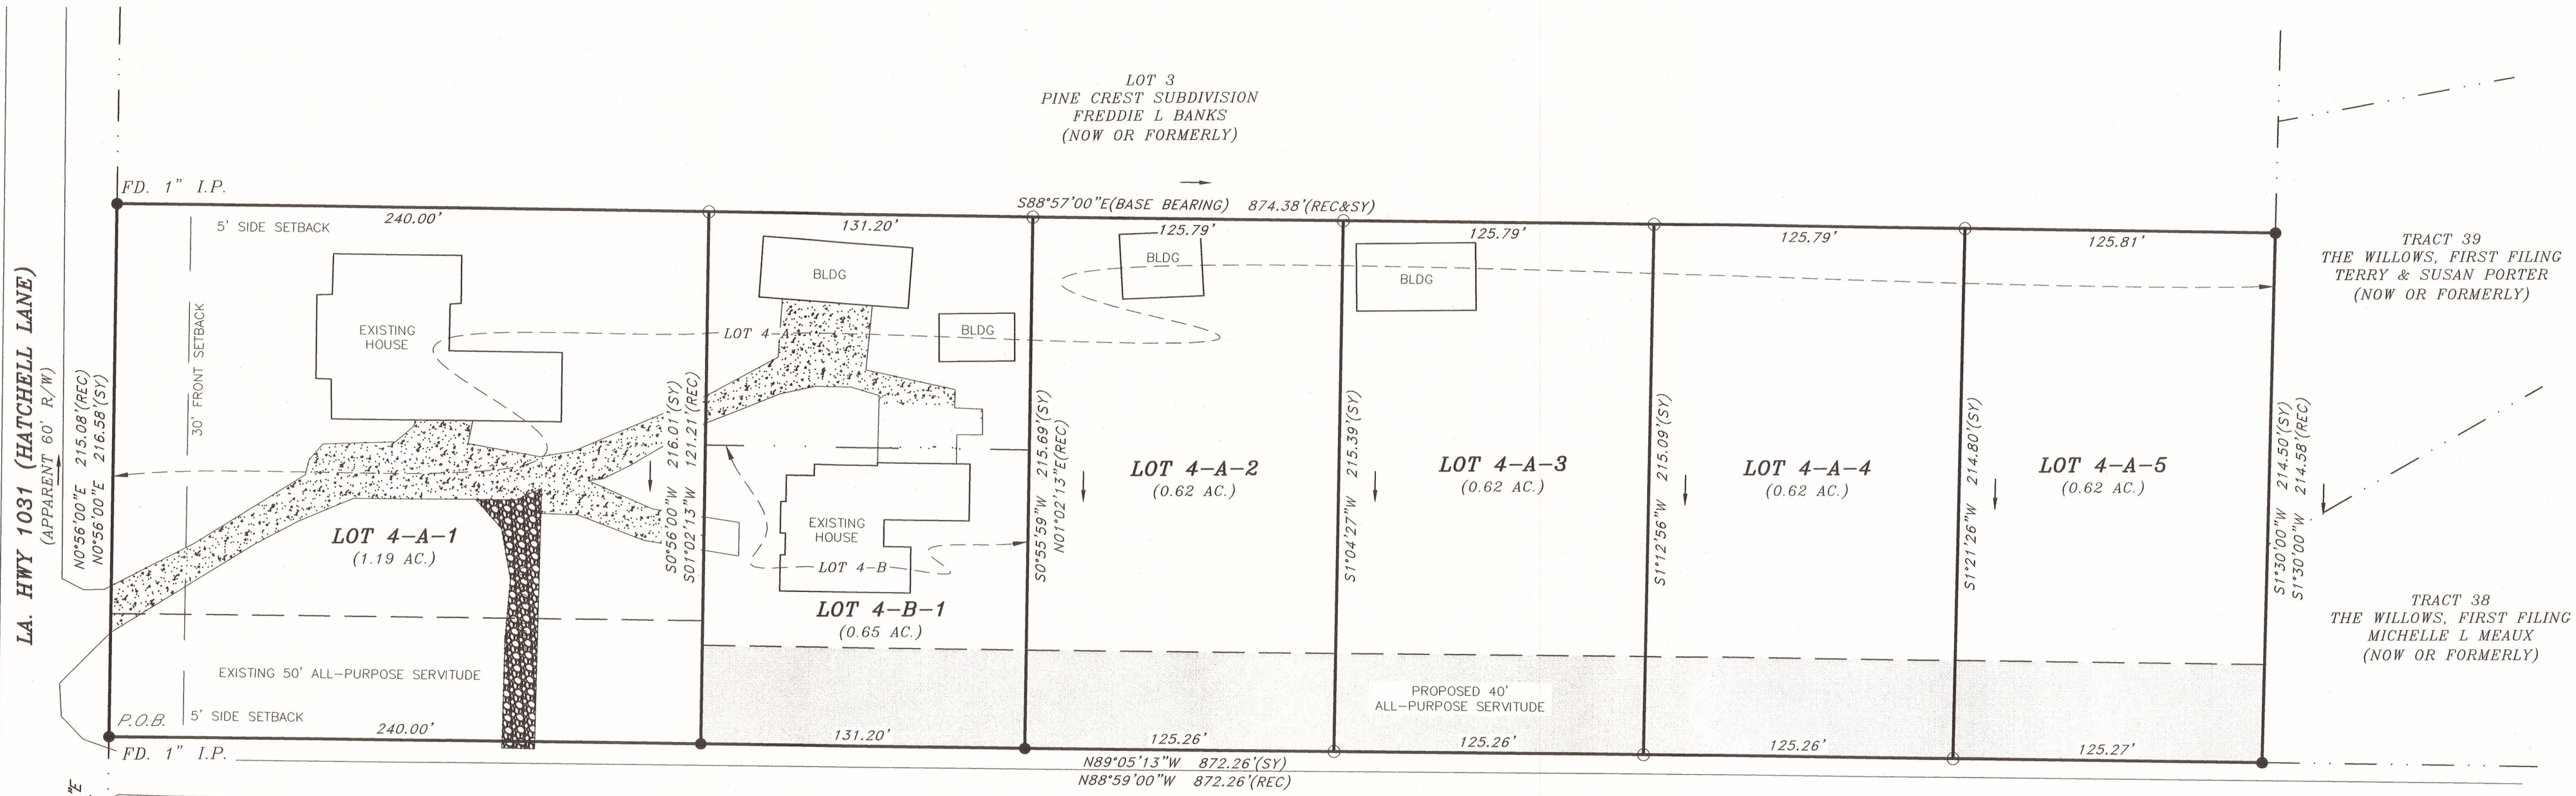 LOT 3
PINE CREST SUBDIVISION
FREDDIE L BANKS
(NOW OR FORMERLY)
FD. 1" I.P.
S88°57'00"E(BASE BEARING) 874.38'(REC&SY)
240.00'
131.20'
125.79'
125.79'
125.79'
125.81'
5' SIDE SETBACK
30' FRONT SETBACK
LA. HWY 1031 (HATCHELL LANE)
(APPARENT 60' R/W)
N0°56'00"E 215.08'(REC)
N0°56'00"E 216.58'(SY)
EXISTING
HOUSE
BLDG
BLDG
BLDG
BLDG
LOT 4-A
TRACT 39
THE WILLOWS, FIRST FILING
TERRY & SUSAN PORTER
(NOW OR FORMERLY)
S0°56'00"W 216.01'(SY)
S01°02'13"W 121.21'(REC)
S0°55'59"W 215.69'(SY)
N01°02'13"E(REC)
S1°04'27"W 215.39'(SY)
S1°12'56"W 215.09'(SY)
S1°21'26"W 214.80'(SY)
S1°30'00"W 214.50'(SY)
S1°30'00"W 214.58'(REC)
LOT 4-A-1
(1.19 AC.)
EXISTING
HOUSE
LOT 4-B
LOT 4-B-1
(0.65 AC.)
LOT 4-A-2
(0.62 AC.)
LOT 4-A-3
(0.62 AC.)
LOT 4-A-4
(0.62 AC.)
LOT 4-A-5
(0.62 AC.)
TRACT 38
THE WILLOWS, FIRST FILING
MICHELLE L MEAUX
(NOW OR FORMERLY)
EXISTING 50' ALL-PURPOSE SERVITUDE
PROPOSED 40'
ALL-PURPOSE SERVITUDE
P.O.B.
5' SIDE SETBACK
240.00'
131.20'
125.26'
125.26'
125.26'
125.27'
FD. 1" I.P.
N89°05'13"W 872.26'(SY)
N88°59'00"W 872.26'(REC)
"E